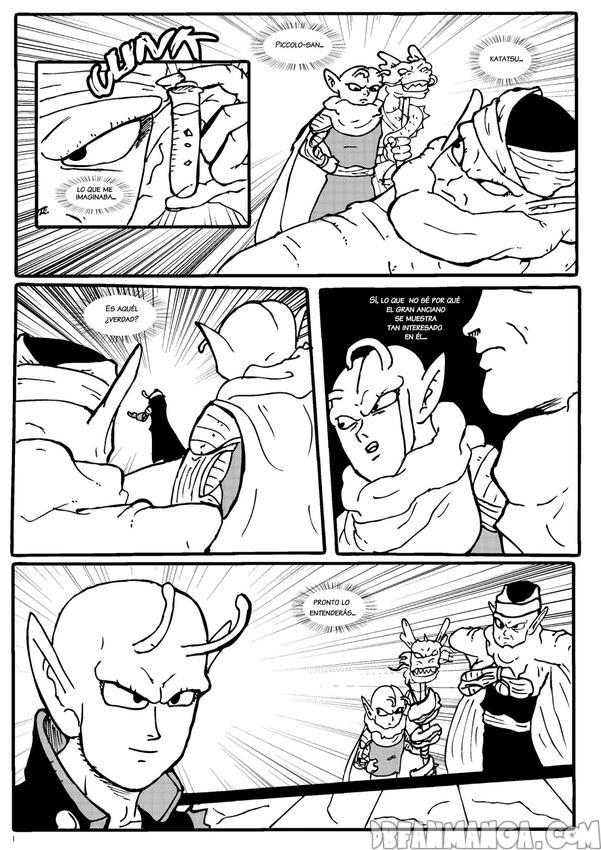 CLINK
LO QUE ME
IMAGINABA...
PICCOLO-SAN...
KATATSU...
ES AQUÉL
¿VERDAD?
SÍ, LO QUE NO SÉ POR QUÉ
EL GRAN ANCIANO
SE MUESTRA
TAN INTERESADO
EN ÉL...
PRONTO LO
ENTENDERÁS...
1
DBFANMANGA.COM